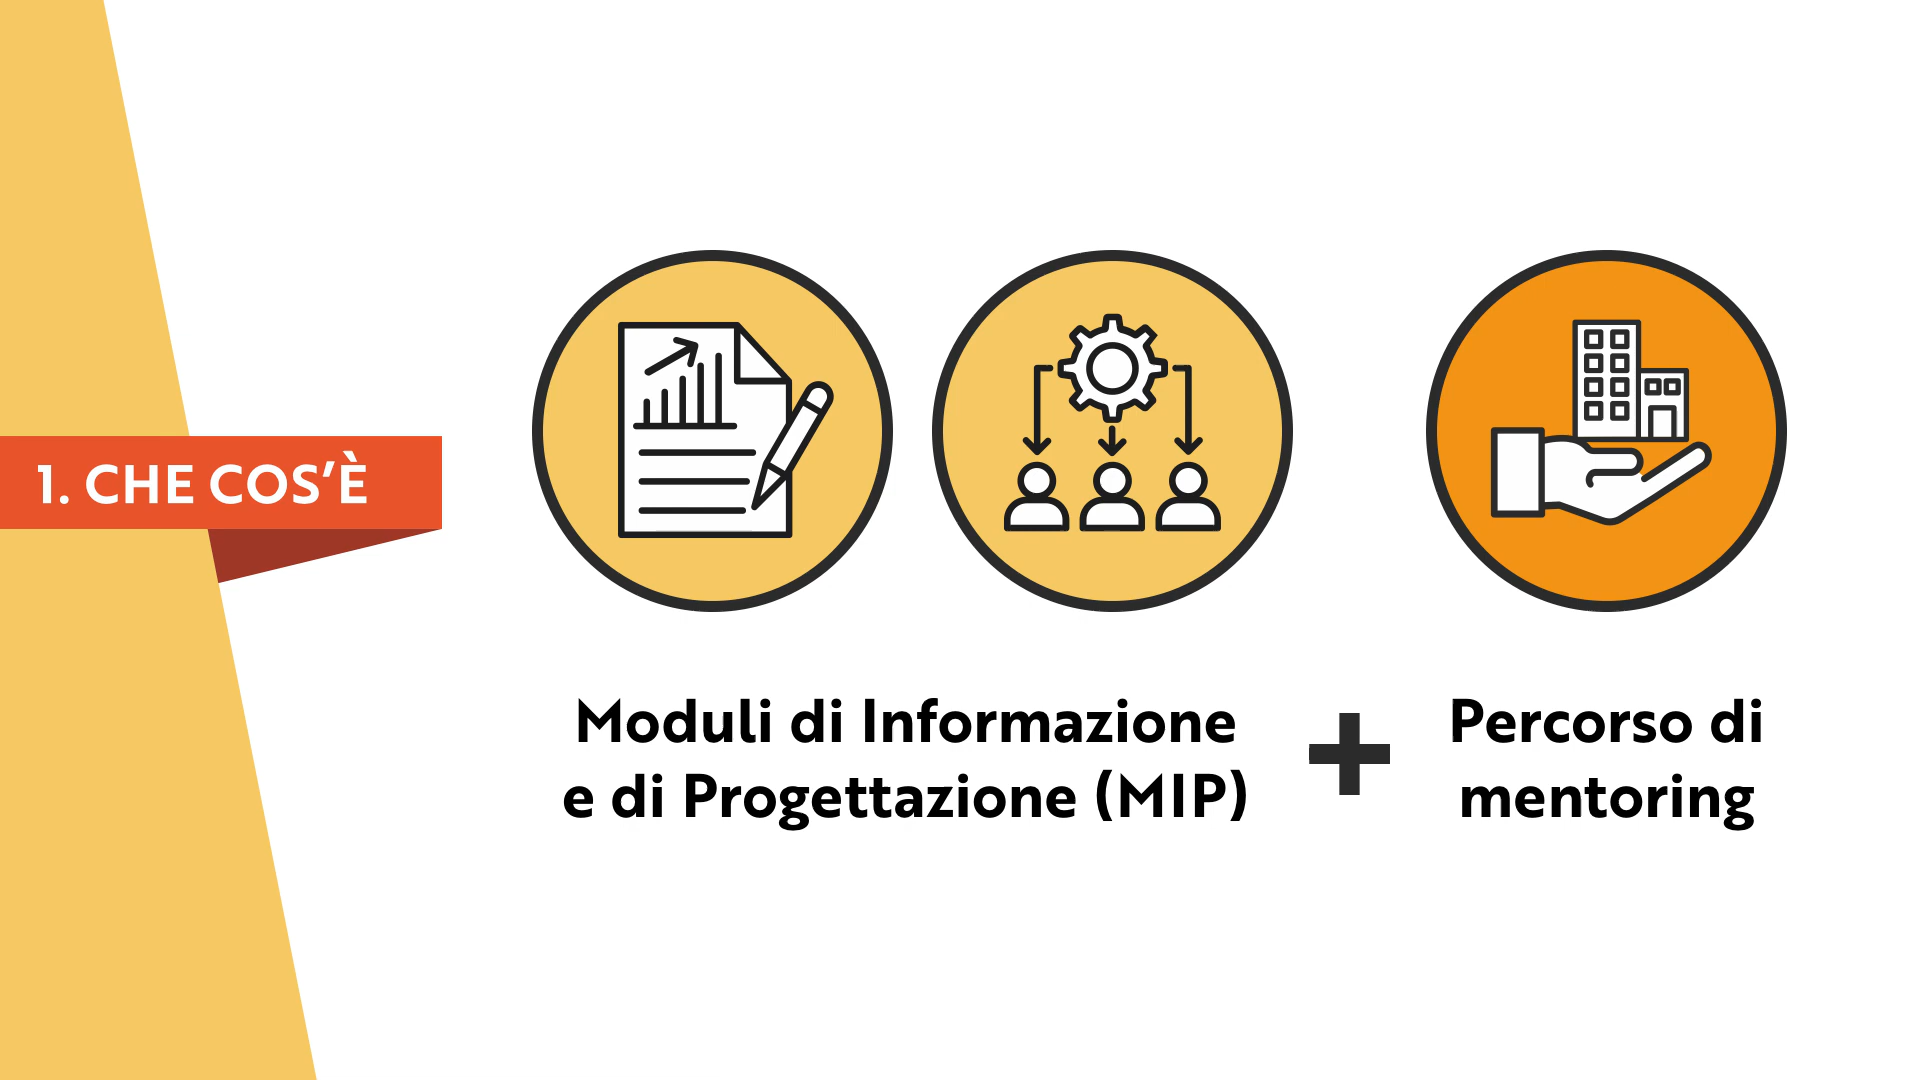 1. CHE COS’È
Moduli di Informazione
e di Progettazione (MIP)
+
Percorso di
mentoring